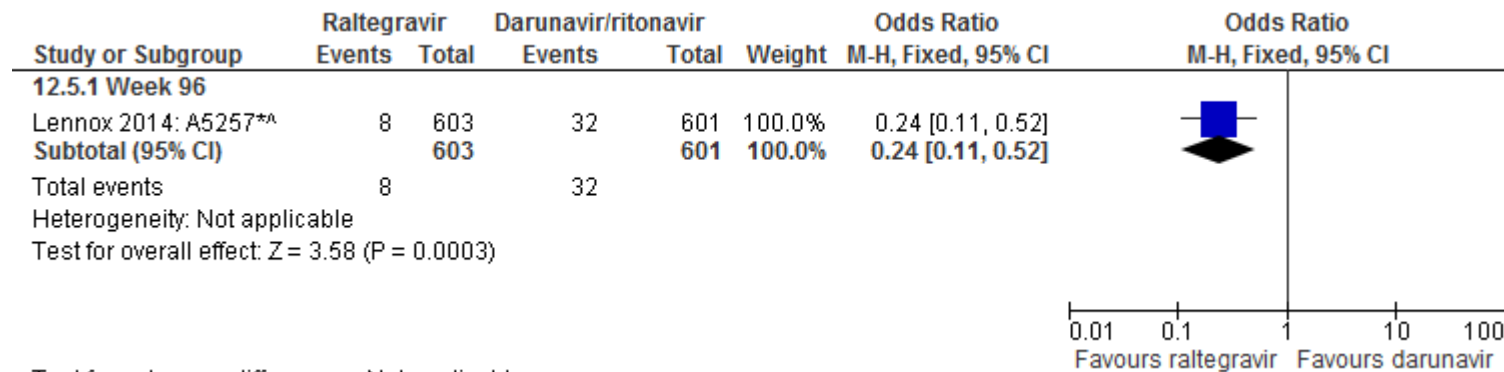 Raltegravir Darunavir/ritonavir Odds Ratio Odds Ratio
Study or Subgroup Events Total Events Total Weight M-H, Fixed, 95% CI M-H, Fixed, 95% CI
12.5.1 Week 96
Lennox 2014: A5257*^ 8 603 32 601 100.0% 0.24 [0.11, 0.52]
Subtotal (95% CI) 603 601 100.0% 0.24 [0.11, 0.52]
Total events 8 32
Heterogeneity: Not applicable
Test for overall effect: Z = 3.58 (P = 0.0003)
0.01 0.1 1 10 100
Favours raltegravir Favours darunavir